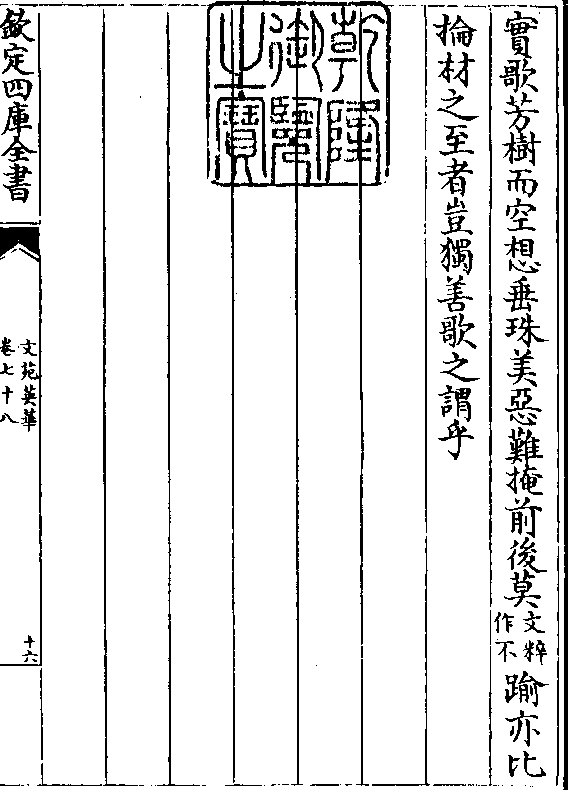 實歌芳樹而空想垂珠美惡難掩前後莫文粹作不踰亦比
掄材之至者豈獨善歌之謂乎
乾隆御覽之寶
欽定四庫全書
文苑英華
卷七十八
十六